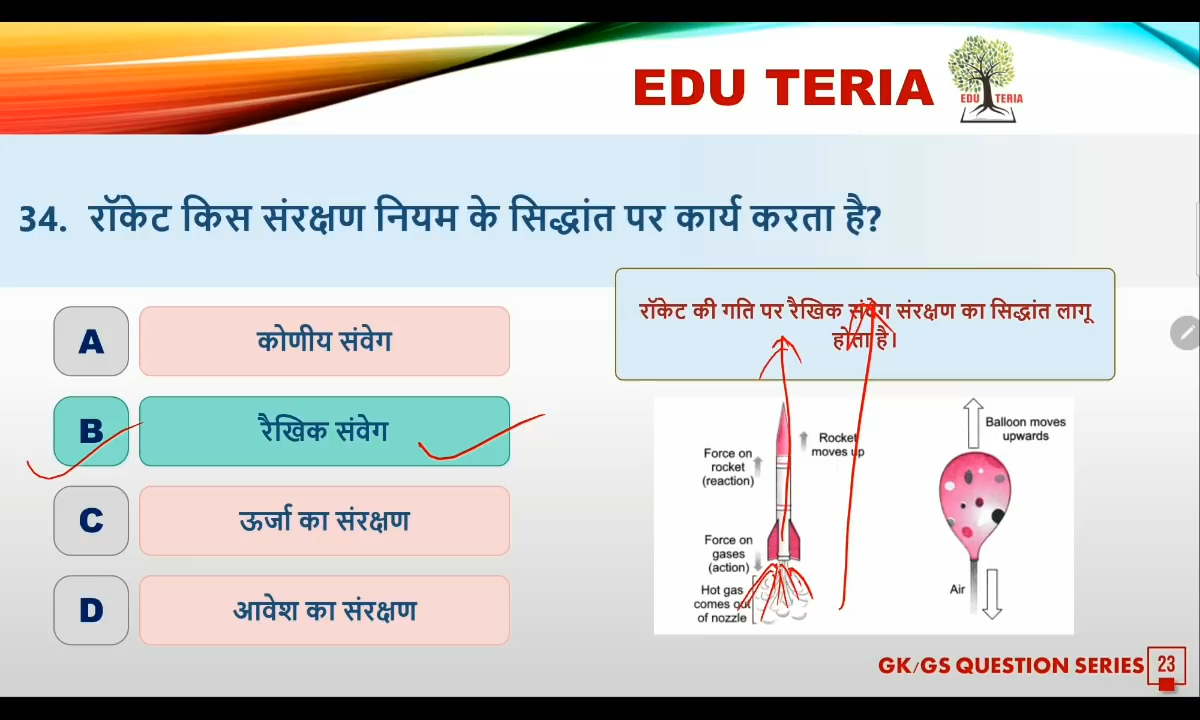 EDU TERIA
EDU TERIA
34. रॉकेट किस संरक्षण नियम के सिद्धांत पर कार्य करता है?
A
कोणीय संवेग
B
रैखिक संवेग
C
ऊर्जा का संरक्षण
D
आवेश का संरक्षण
रॉकेट की गति पर रैखिक संवेग संरक्षण का सिद्धांत लागू
होता है।
Force on
rocket
(reaction)
Rocket
moves up
Force on
gases
(action)
Hot gas
comes out
of nozzle
Balloon moves
upwards
Air
GK/GS QUESTION SERIES
23